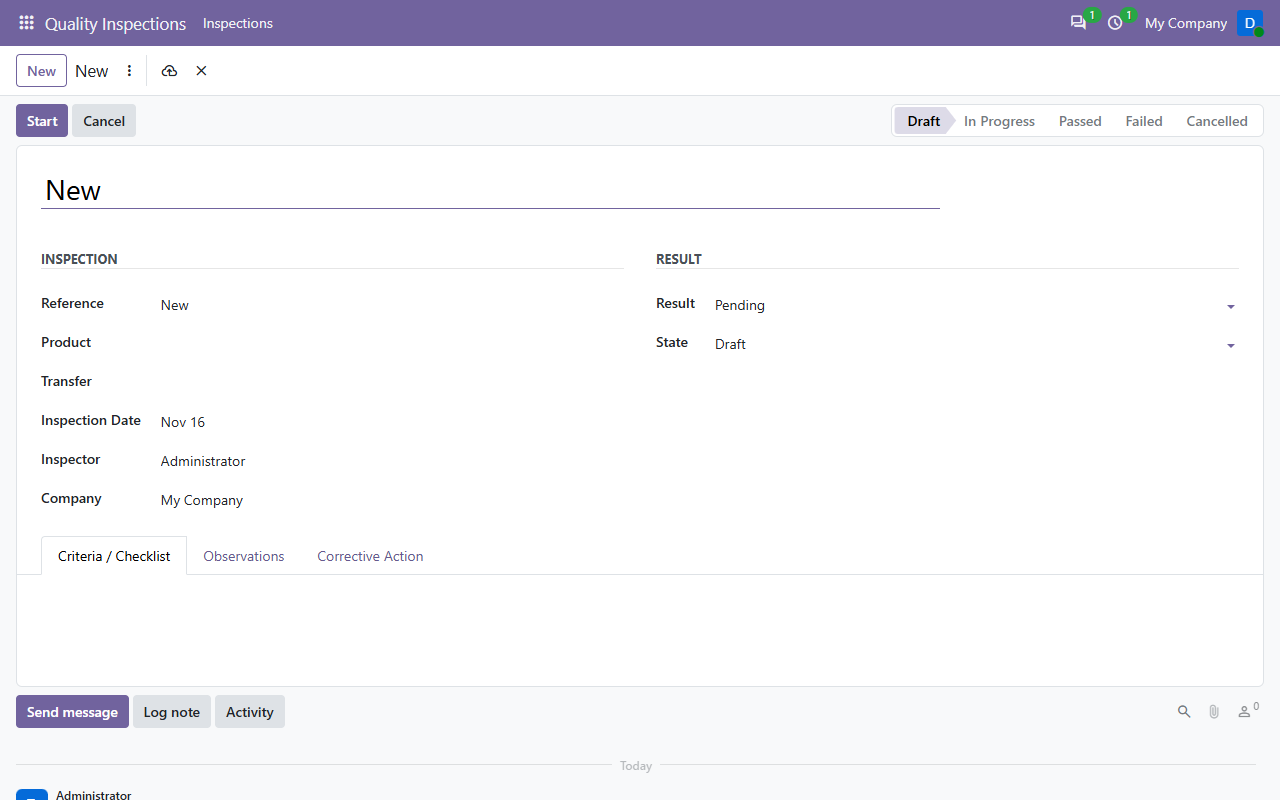 Quality Inspections Inspections 1 1 My Company D
New New
Start Cancel Draft In Progress Passed Failed Cancelled
New
INSPECTION RESULT
Reference New Result Pending
Product State Draft
Transfer
Inspection Date Nov 16
Inspector Administrator
Company My Company
Criteria / Checklist Observations Corrective Action
Send message Log note Activity 0
Today
Administrator